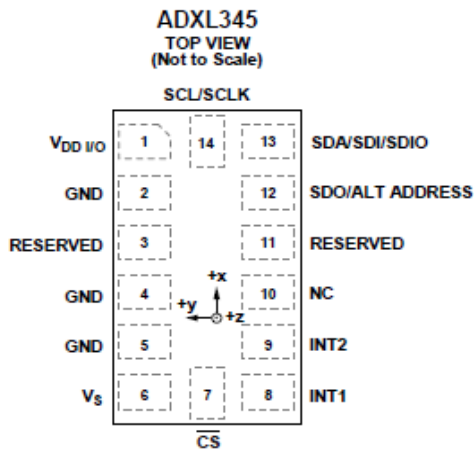 ADXL345
TOP VIEW
(Not to Scale)
SCL/SCLK
VDD I/O 1 14 13 SDA/SDI/SDIO
GND 2 12 SDO/ALT ADDRESS
RESERVED 3 11 RESERVED
+x
GND 4 10 NC
+y +z
GND 5 9 INT2
VS 6 7 8 INT1
CS